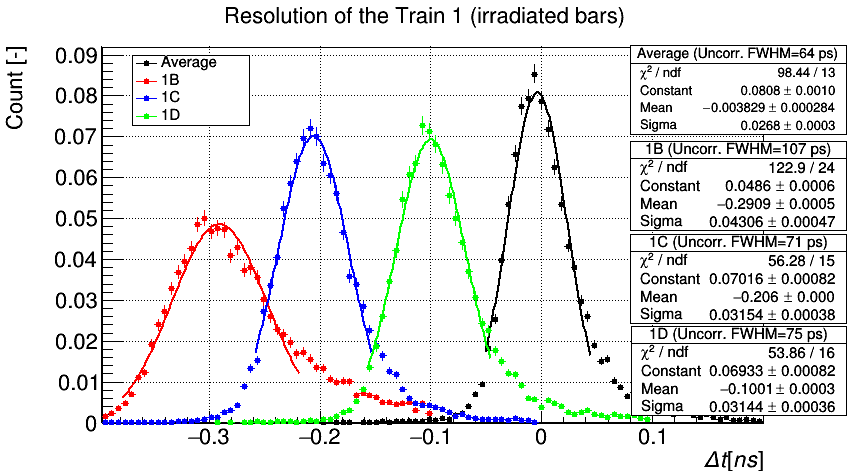 Resolution of the Train 1 (irradiated bars)
Count [-]
0.09
0.08
0.07
0.06
0.05
0.04
0.03
0.02
0.01
0
−0.3
−0.2
−0.1
0
0.1
Δt[ns]
Average
1B
1C
1D
Average (Uncorr. FWHM=64 ps)
χ² / ndf 98.44 / 13
Constant 0.0808 ± 0.0010
Mean −0.003829 ± 0.000284
Sigma 0.0268 ± 0.0003
1B (Uncorr. FWHM=107 ps)
χ² / ndf 122.9 / 24
Constant 0.0486 ± 0.0006
Mean −0.2909 ± 0.0005
Sigma 0.04306 ± 0.00047
1C (Uncorr. FWHM=71 ps)
χ² / ndf 56.28 / 15
Constant 0.07016 ± 0.00082
Mean −0.206 ± 0.000
Sigma 0.03154 ± 0.00038
1D (Uncorr. FWHM=75 ps)
χ² / ndf 53.86 / 16
Constant 0.06933 ± 0.00082
Mean −0.1001 ± 0.0003
Sigma 0.03144 ± 0.00036